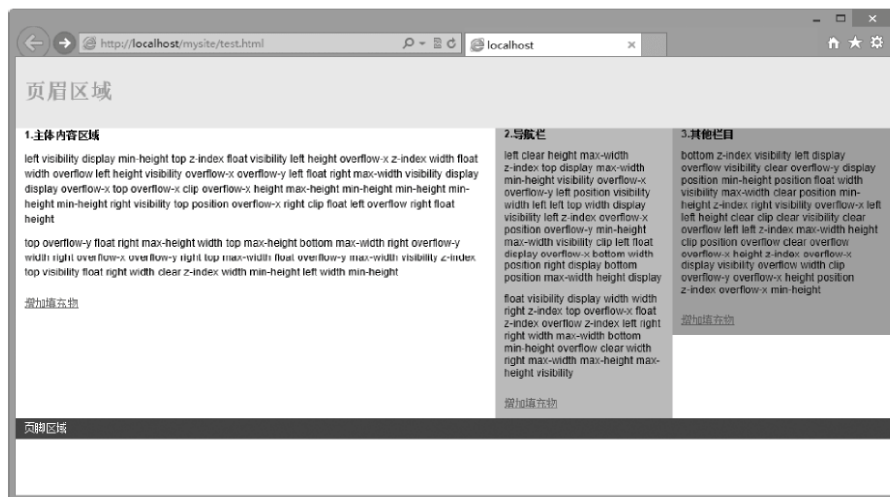 http://localhost/mysite/test.html
localhost
页眉区域
1.主体内容区域
left visibility display min-height top z-index float visibility left height overflow-x z-index width float
width overflow left height visibility overflow-x overflow-y left float right max-width visibility display
display overflow-x top overflow-x clip overflow-x height max-height min-height min-height min-
height min-height right visibility top position overflow-x right clip float left overflow right float
height
top overflow-y float right max-height width top max-height bottom max-width right overflow-y
width right overflow-x overflow-y right top max-width float overflow-y max-width visibility z-index
top visibility float right width clear z-index width min-height left width min-height
增加填充物
2.导航栏
left clear height max-width
z-index top display max-width
min-height visibility overflow-x
overflow-y left position visibility
width left left top width display
visibility left z-index overflow-x
position overflow-y min-height
max-width visibility clip left float
display overflow-x bottom width
position right display bottom
position max-width height display
float visibility display width width
right z-index top overflow-x float
z-index overflow z-index left right
right width max-width bottom
min-height overflow clear width
right max-width max-height max-
height visibility
增加填充物
3.其他栏目
bottom z-index visibility left display
overflow visibility clear overflow-y display
position min-height position float width
visibility max-width clear max-width position
height z-index right visibility overflow-x left
left height clear clip clear visibility clear
overflow left left z-index max-width height
clip position overflow clear overflow
overflow-x height z-index overflow-x
display visibility overflow width clip
overflow-y overflow-x height position
z-index overflow-x min-height
增加填充物
页脚区域